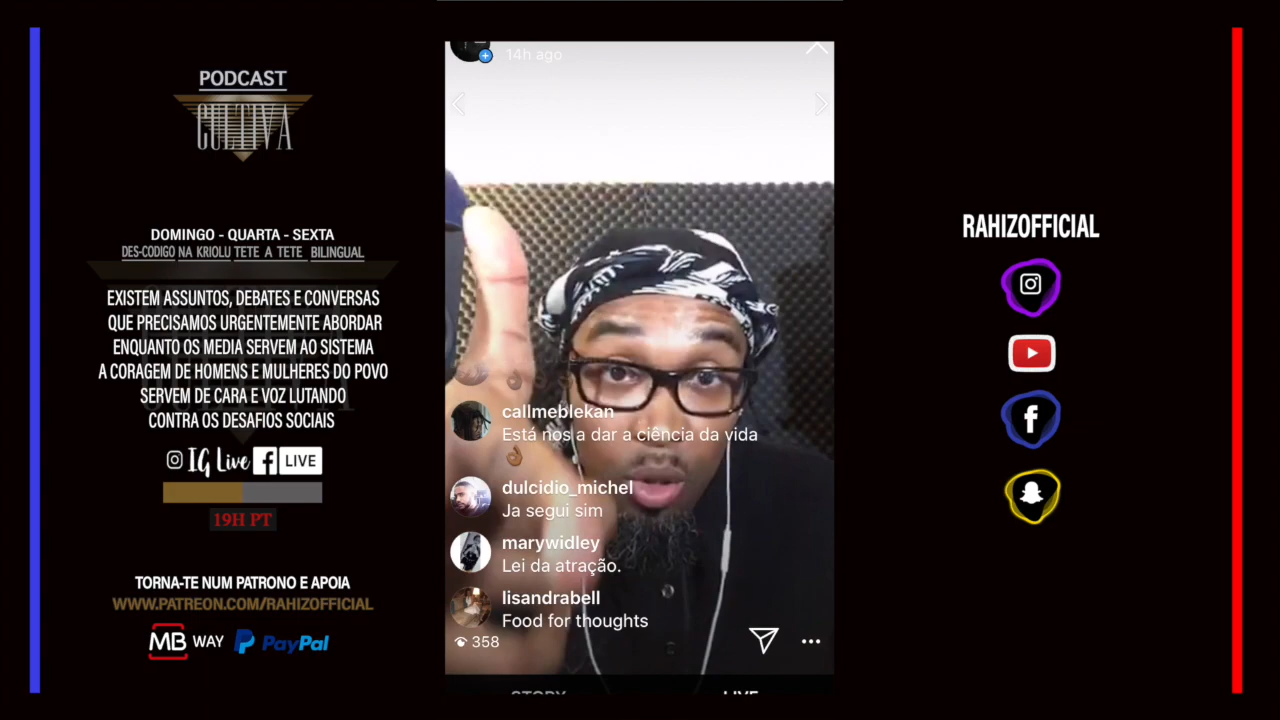 PODCAST
CULTIVA
DOMINGO - QUARTA - SEXTA
DES-CODIGO NA KRIOLU TETE A TETE BILINGUAL
EXISTEM ASSUNTOS, DEBATES E CONVERSAS
QUE PRECISAMOS URGENTEMENTE ABORDAR
ENQUANTO OS MEDIA SERVEM AO SISTEMA
A CORAGEM DE HOMENS E MULHERES DO POVO
SERVEM DE CARA E VOZ LUTANDO
CONTRA OS DESAFIOS SOCIAIS
IG Live f LIVE
19H PT
TORNA-TE NUM PATRONO E APOIA
WWW.PATREON.COM/RAHIZOFFICIAL
MB WAY PayPal
14h ago
callmeblekan
Está nos a dar a ciência da vida
dulcidio_michel
Ja segui sim
marywidley
Lei da atração.
lisandrabell
Food for thoughts
358
STORY LIVE
RAHIZOFFICIAL